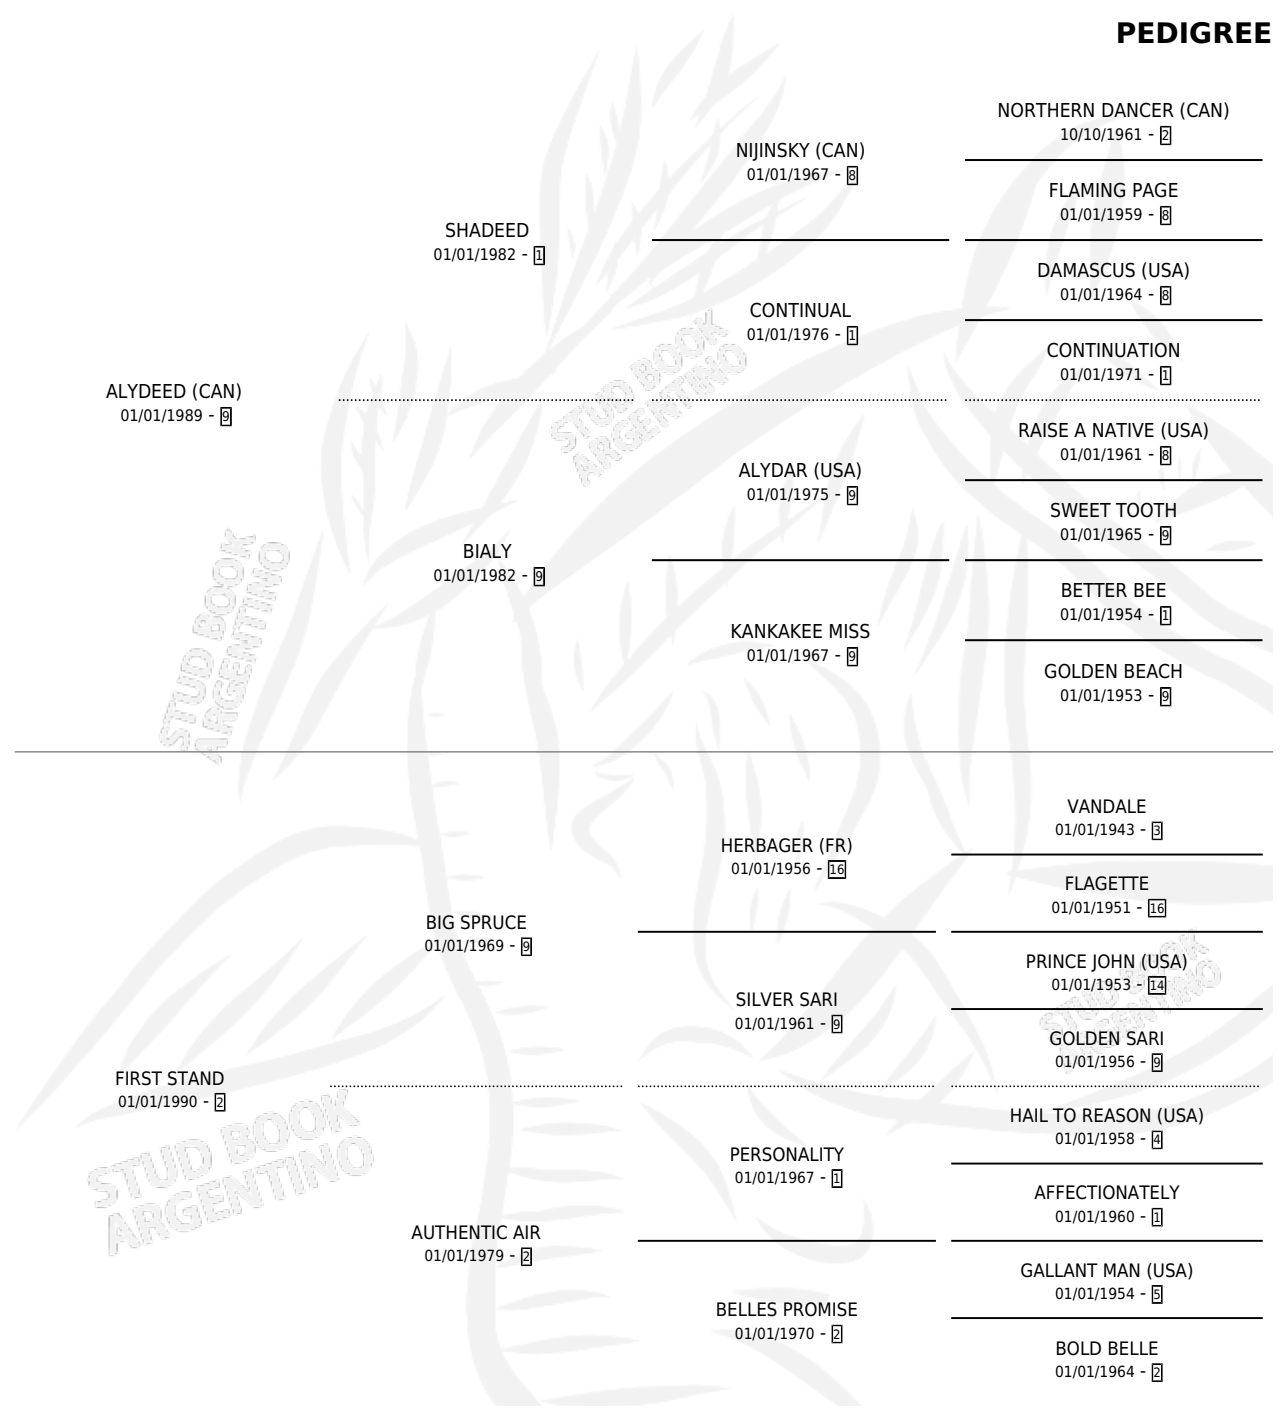 PEDIGREE
NORTHERN DANCER (CAN)
10/10/1961 - 2
NIJINSKY (CAN)
01/01/1967 - 8
FLAMING PAGE
01/01/1959 - 8
SHADEED
01/01/1982 - 1
DAMASCUS (USA)
01/01/1964 - 8
CONTINUAL
01/01/1976 - 1
CONTINUATION
01/01/1971 - 1
ALYDEED (CAN)
01/01/1989 - 9
RAISE A NATIVE (USA)
01/01/1961 - 8
ALYDAR (USA)
01/01/1975 - 9
SWEET TOOTH
01/01/1965 - 9
BIALY
01/01/1982 - 9
BETTER BEE
01/01/1954 - 1
KANKAKEE MISS
01/01/1967 - 9
GOLDEN BEACH
01/01/1953 - 9
VANDALE
01/01/1943 - 3
HERBAGER (FR)
01/01/1956 - 16
FLAGETTE
01/01/1951 - 16
BIG SPRUCE
01/01/1969 - 9
PRINCE JOHN (USA)
01/01/1953 - 14
SILVER SARI
01/01/1961 - 9
GOLDEN SARI
01/01/1956 - 9
FIRST STAND
01/01/1990 - 2
HAIL TO REASON (USA)
01/01/1958 - 4
PERSONALITY
01/01/1967 - 1
AFFECTIONATELY
01/01/1960 - 1
AUTHENTIC AIR
01/01/1979 - 2
GALLANT MAN (USA)
01/01/1954 - 5
BELLES PROMISE
01/01/1970 - 2
BOLD BELLE
01/01/1964 - 2
STUD BOOK
ARGENTINO
STUD BOOK
ARGENTINO
STUD BOOK
ARGENTINO
STUD BOOK
ARGENTINO